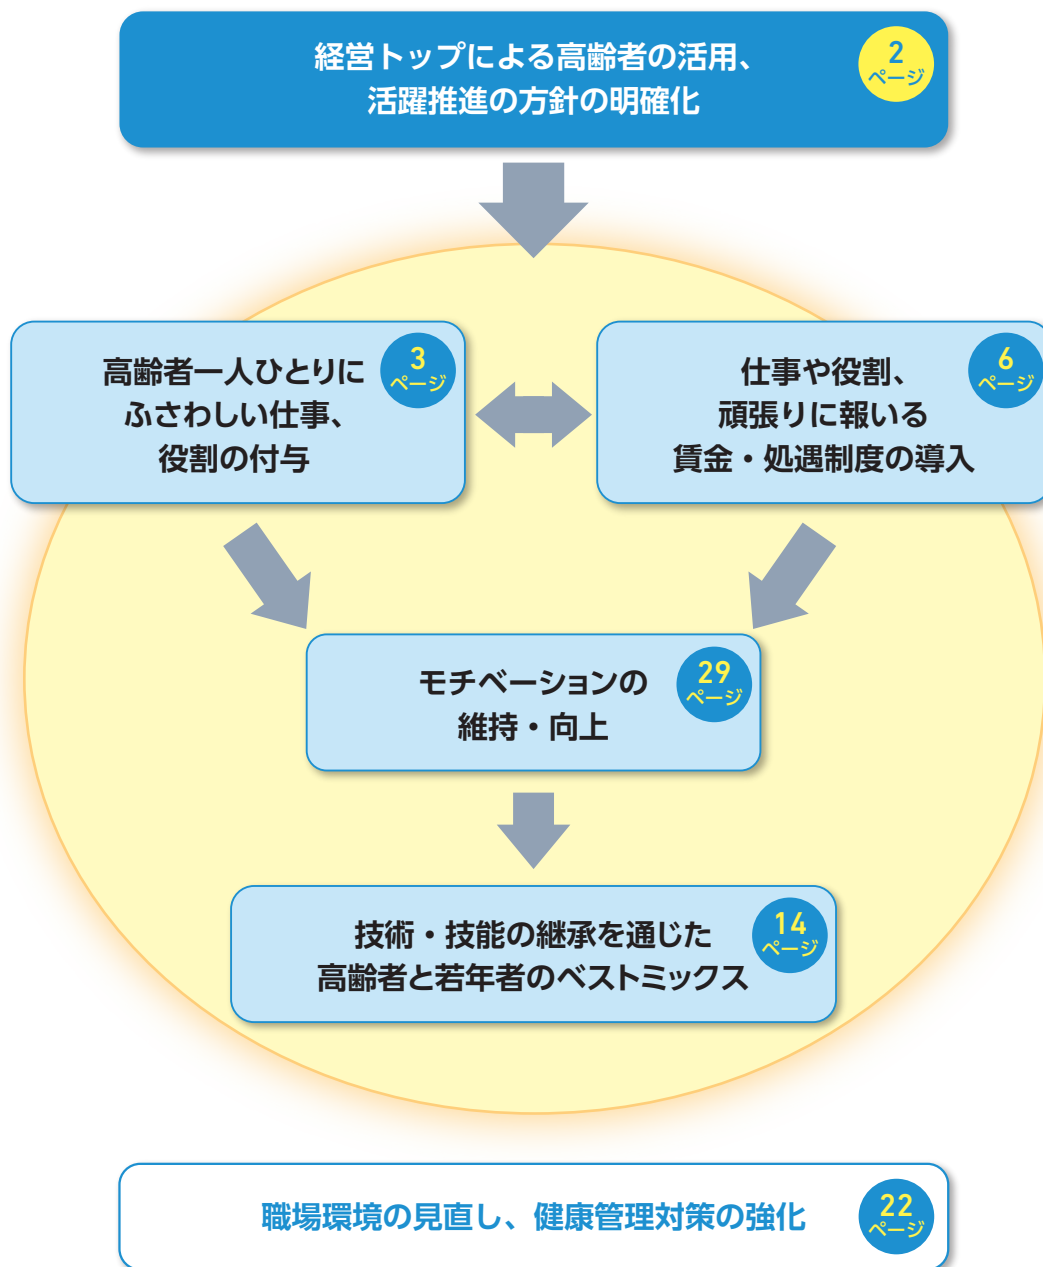 経営トップによる高齢者の活用、
活躍推進の方針の明確化
2
ページ
高齢者一人ひとりに
ふさわしい仕事、
役割の付与
3
ページ
仕事や役割、
頑張りに報いる
賃金・処遇制度の導入
6
ページ
モチベーションの
維持・向上
29
ページ
技術・技能の継承を通じた
高齢者と若年者のベストミックス
14
ページ
職場環境の見直し、健康管理対策の強化
22
ページ